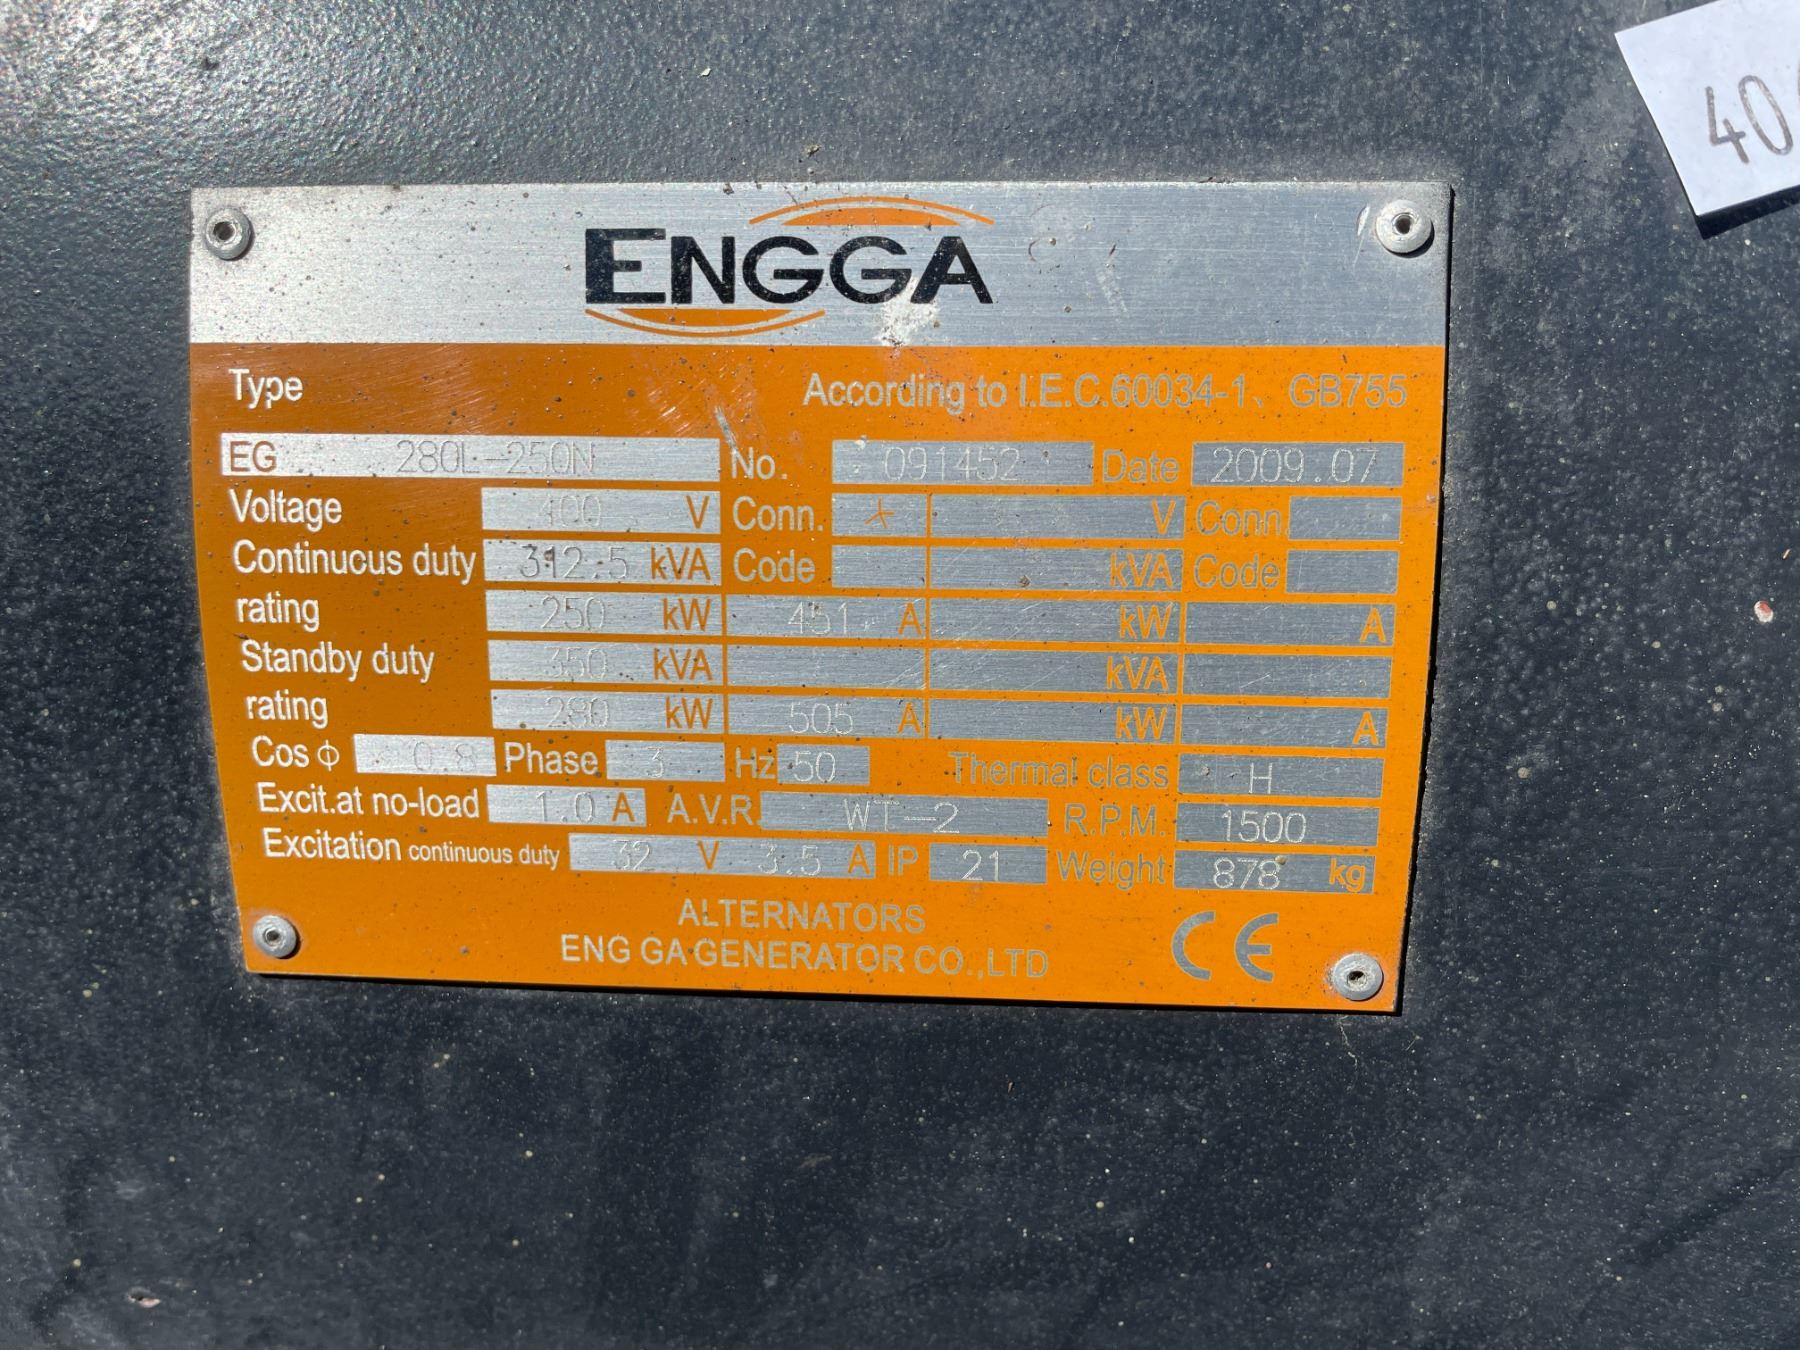 40
ENGGA
Type According to I.E.C.60034-1、 GB755
EG 280L-250N No. 091452 Date 2009.07
Voltage 400 V Conn. V Conn.
Continucus duty 312.5 kVA Code kVA Code
rating 250 kW 451 A kW A
Standby duty 350 kVA kVA
rating 280 kW 505 A kW A
Cos ϕ 0.8 Phase 3 Hz 50 Thermal class H
Excit.at no-load 1.0 A A.V.R. WT-2 R.P.M. 1500
Excitation continuous duty 32 V 3.5 A IP 21 Weight 878 kg
ALTERNATORS
ENG GA GENERATOR CO.,LTD
CE